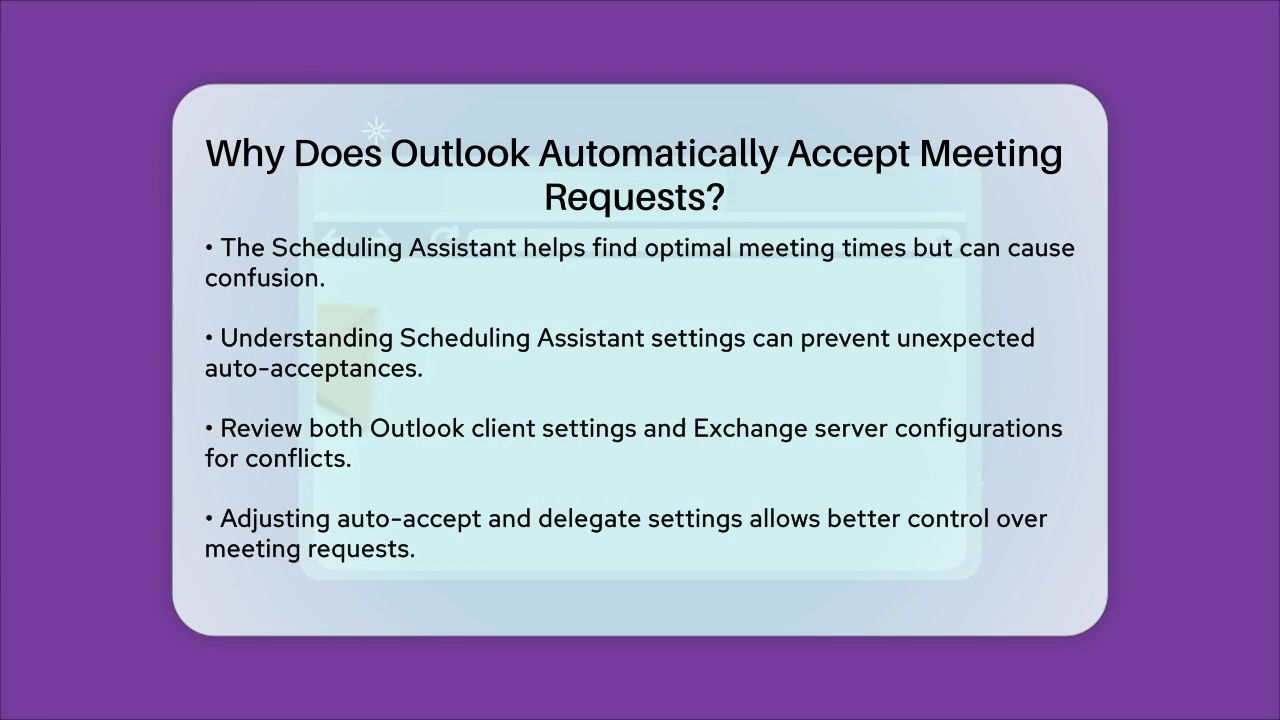 Why Does Outlook Automatically Accept Meeting
Requests?
• The Scheduling Assistant helps find optimal meeting times but can cause
confusion.
• Understanding Scheduling Assistant settings can prevent unexpected
auto-acceptances.
• Review both Outlook client settings and Exchange server configurations
for conflicts.
• Adjusting auto-accept and delegate settings allows better control over
meeting requests.